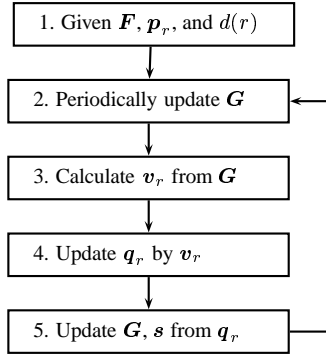 1. Given F, p_r, and d(r)
2. Periodically update G
3. Calculate v_r from G
4. Update q_r by v_r
5. Update G, s from q_r